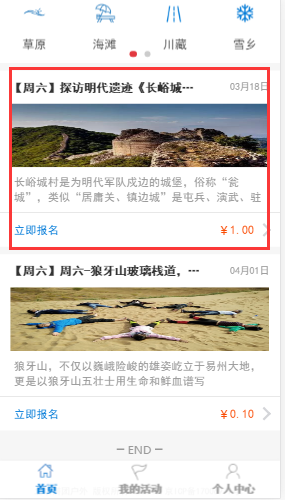 草原 海滩 川藏 雪乡
【周六】探访明代遗迹《长峪城… 03月18日
长峪城村是为明代军队戍边的城堡，俗称“瓮
城”，类似“居庸关、镇边城”是屯兵、演武、驻
立即报名 ￥1.00
【周六】周六-狼牙山玻璃栈道，… 04月01日
狼牙山，不仅以巍峨险峻的雄姿屹立于易州大地，
更是以狼牙山五壮士用生命和鲜血谱写
立即报名 ￥0.10
END
首页 我的活动 个人中心